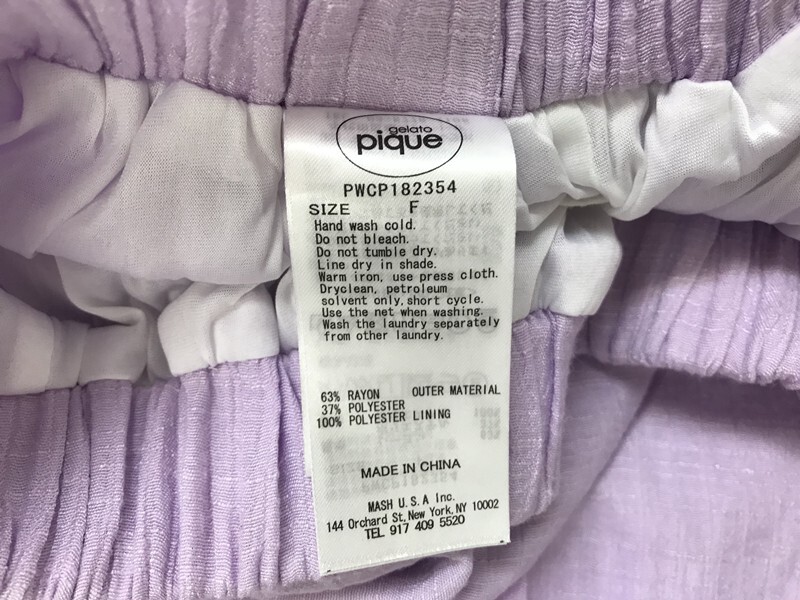 gelato
pique
PWCP182354
SIZE F
Hand wash cold.
Do not bleach.
Do not tumble dry.
Line dry in shade.
Warm iron, use press cloth.
Dryclean, petroleum
solvent only, short cycle.
Use the net when washing.
Wash the laundry separately
from other laundry.
63% RAYON OUTER MATERIAL
37% POLYESTER
100% POLYESTER LINING
MADE IN CHINA
MASH U.S.A Inc.
144 Orchard St, New York, NY 10002
TEL 917 409 5520